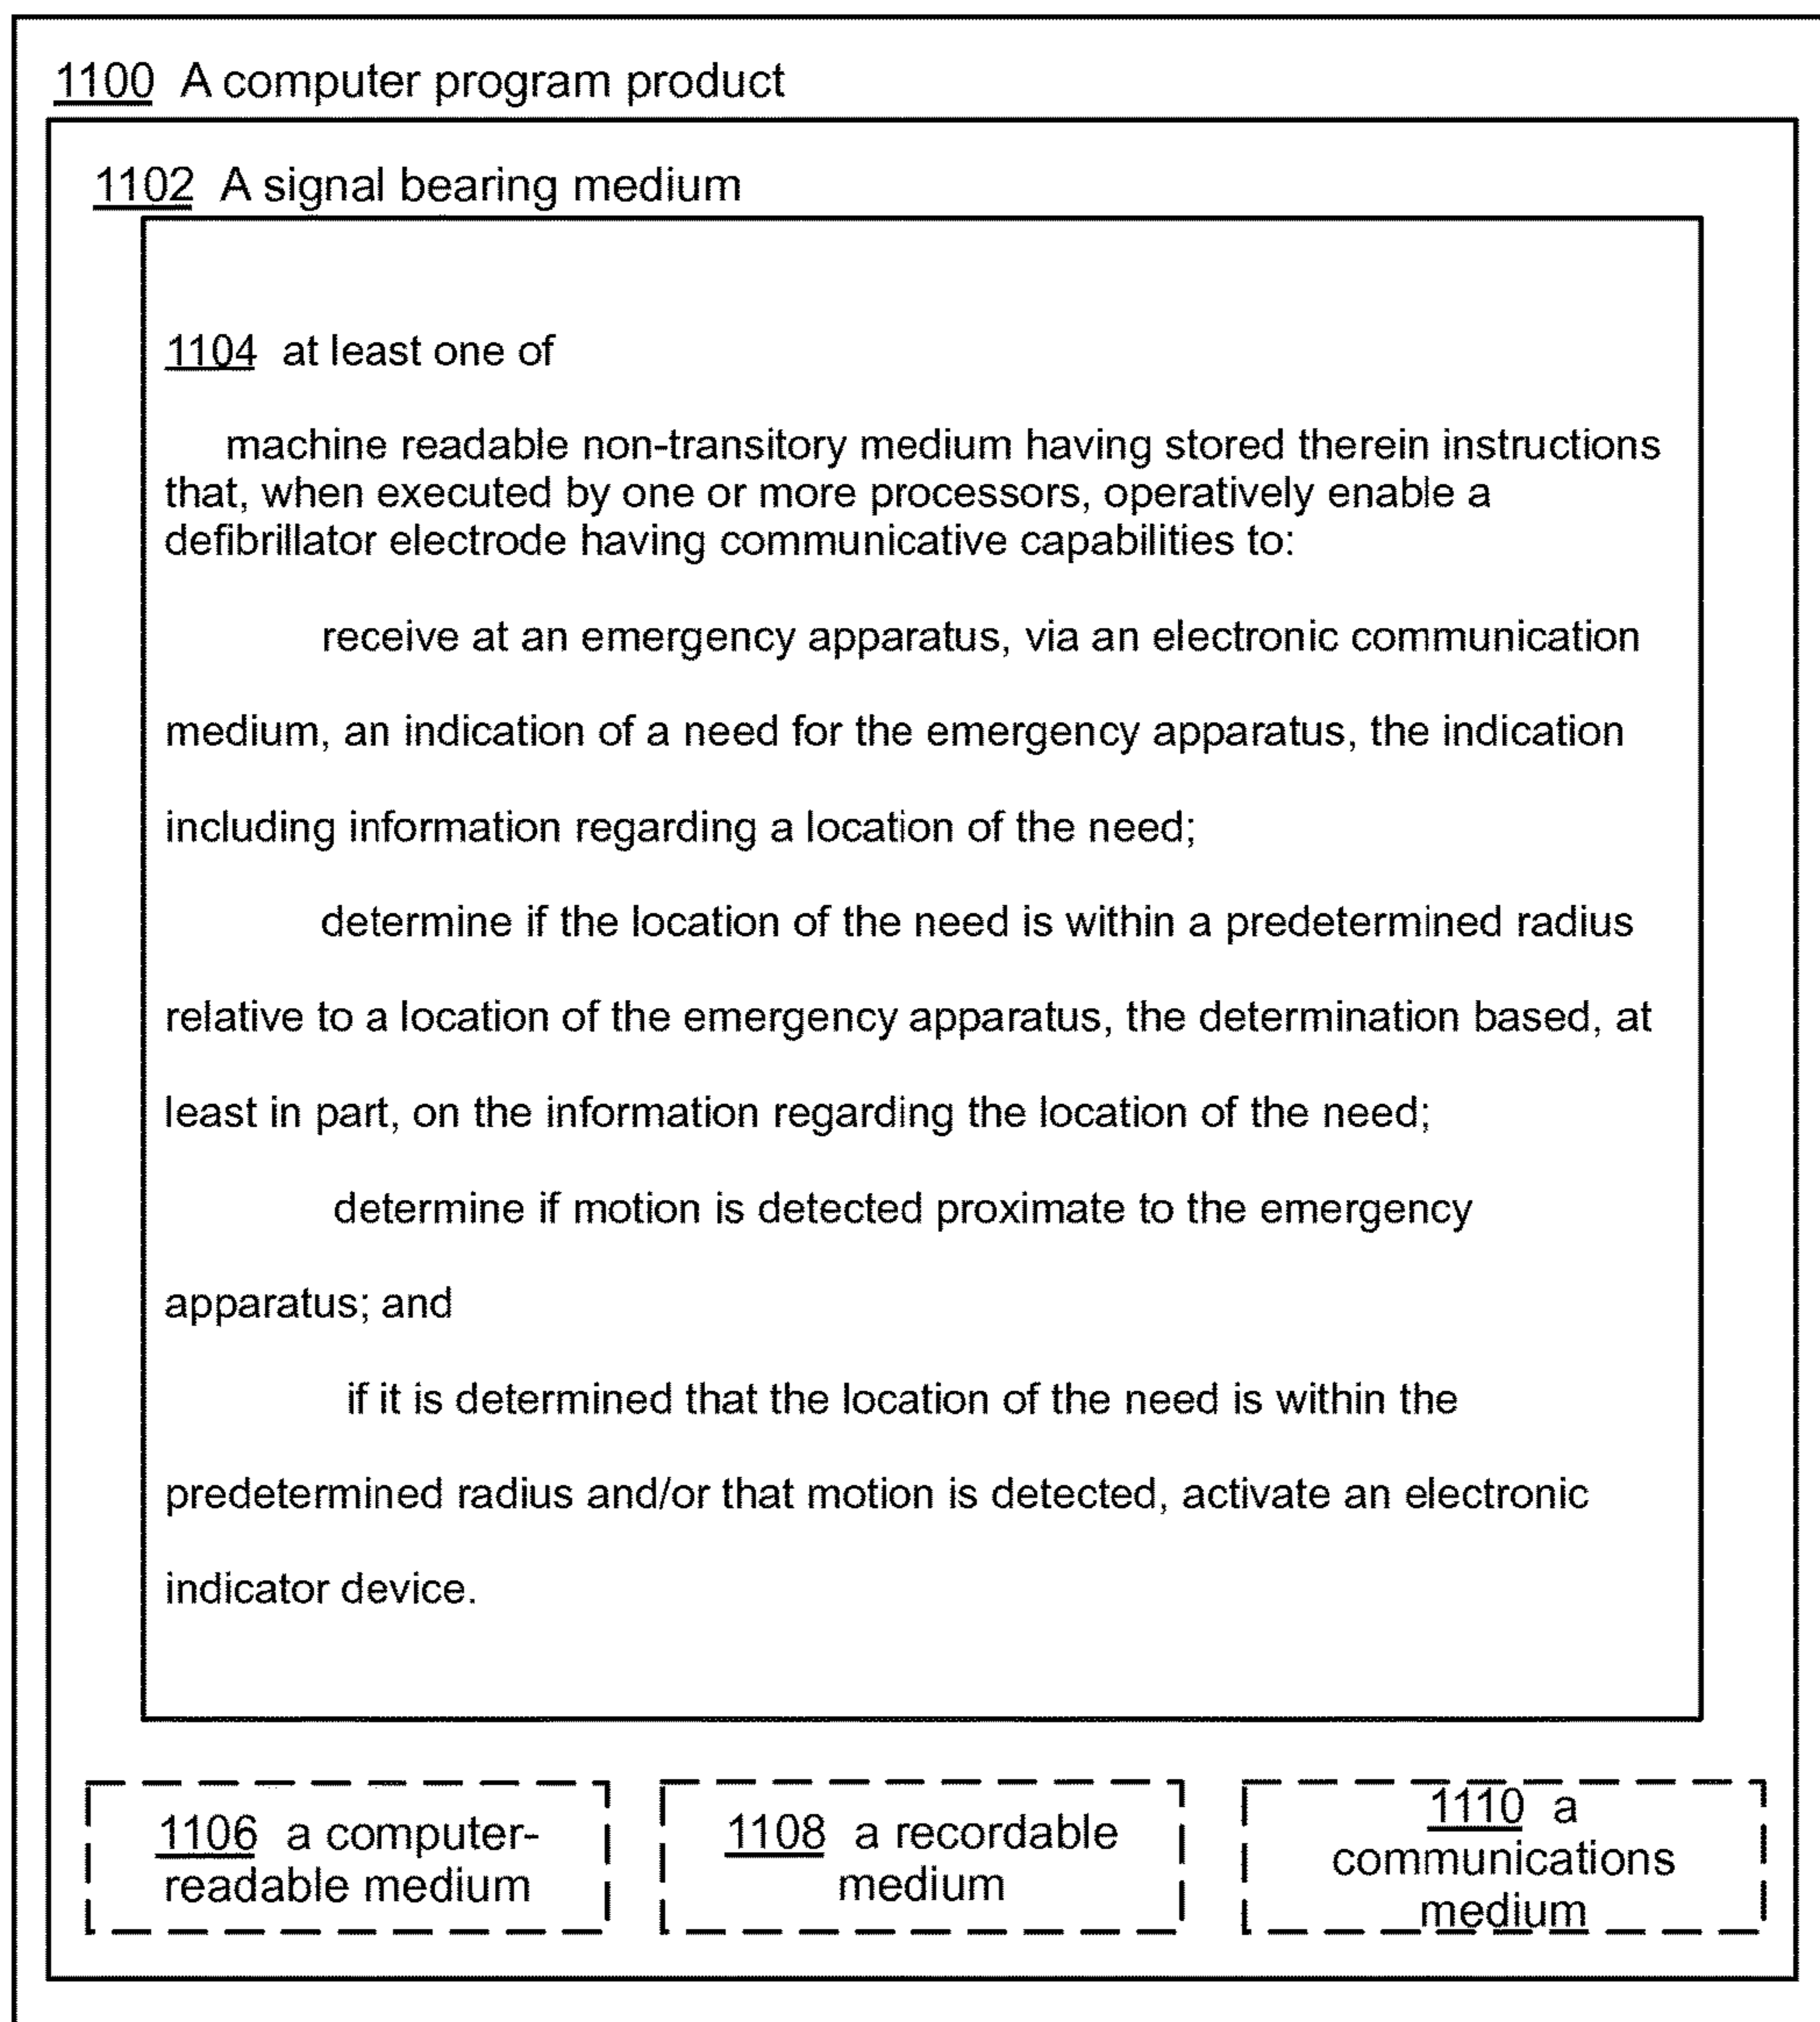 1100 A computer program product
1102 A signal bearing medium
1104 at least one of
machine readable non-transitory medium having stored therein instructions
that, when executed by one or more processors, operatively enable a
defibrillator electrode having communicative capabilities to:
receive at an emergency apparatus, via an electronic communication
medium, an indication of a need for the emergency apparatus, the indication
including information regarding a location of the need;
determine if the location of the need is within a predetermined radius
relative to a location of the emergency apparatus, the determination based, at
least in part, on the information regarding the location of the need;
determine if motion is detected proximate to the emergency
apparatus; and
if it is determined that the location of the need is within the
predetermined radius and/or that motion is detected, activate an electronic
indicator device.
1106 a computer-
readable medium
1108 a recordable
medium
1110 a
communications
medium